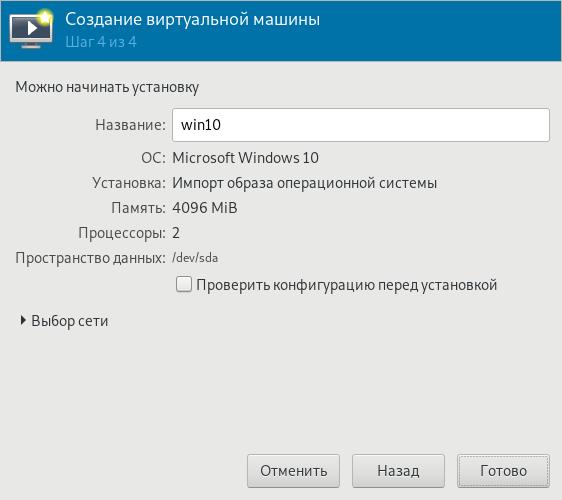 Создание виртуальной машины
Шаг 4 из 4
Можно начинать установку
Название: win10
ОС: Microsoft Windows 10
Установка: Импорт образа операционной системы
Память: 4096 MiB
Процессоры: 2
Пространство данных: /dev/sda
Проверить конфигурацию перед установкой
Выбор сети
Отменить Назад Готово